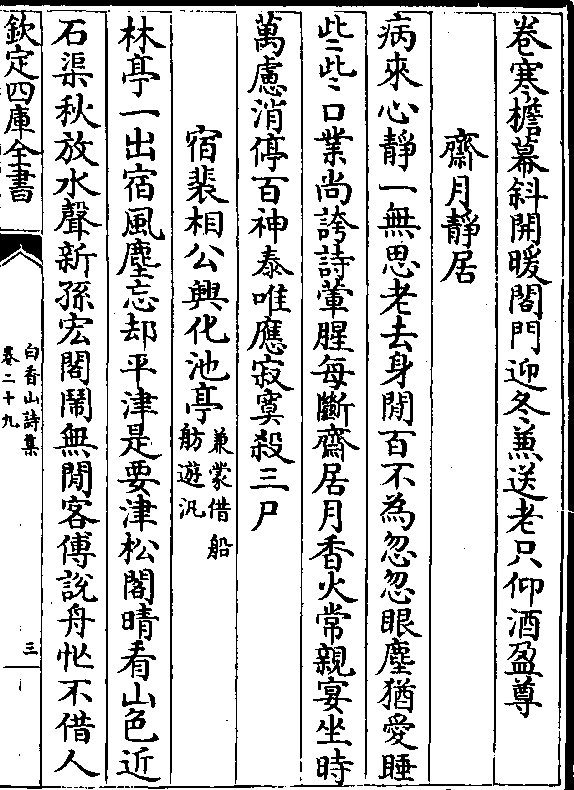 卷寒檐幕斜開暖閤門迎冬兼送老只仰酒盈尊
齋月靜居
病來心靜一無思老去身閒百不為忽忽眼塵猶愛睡
些些口業尚誇詩葷腥每斷齋居月香火常親宴坐時
萬慮消停百神泰唯應寂寞殺三尸
宿裴相公興化池亭兼蒙借船舫遊汎
林亭一出宿風塵忘却平津是要津松閣晴看山色近
石渠秋放水聲新孫宏閣鬧無閒客傅說舟忙不借人
欽定四庫全書
白香山詩集
卷二十九
三